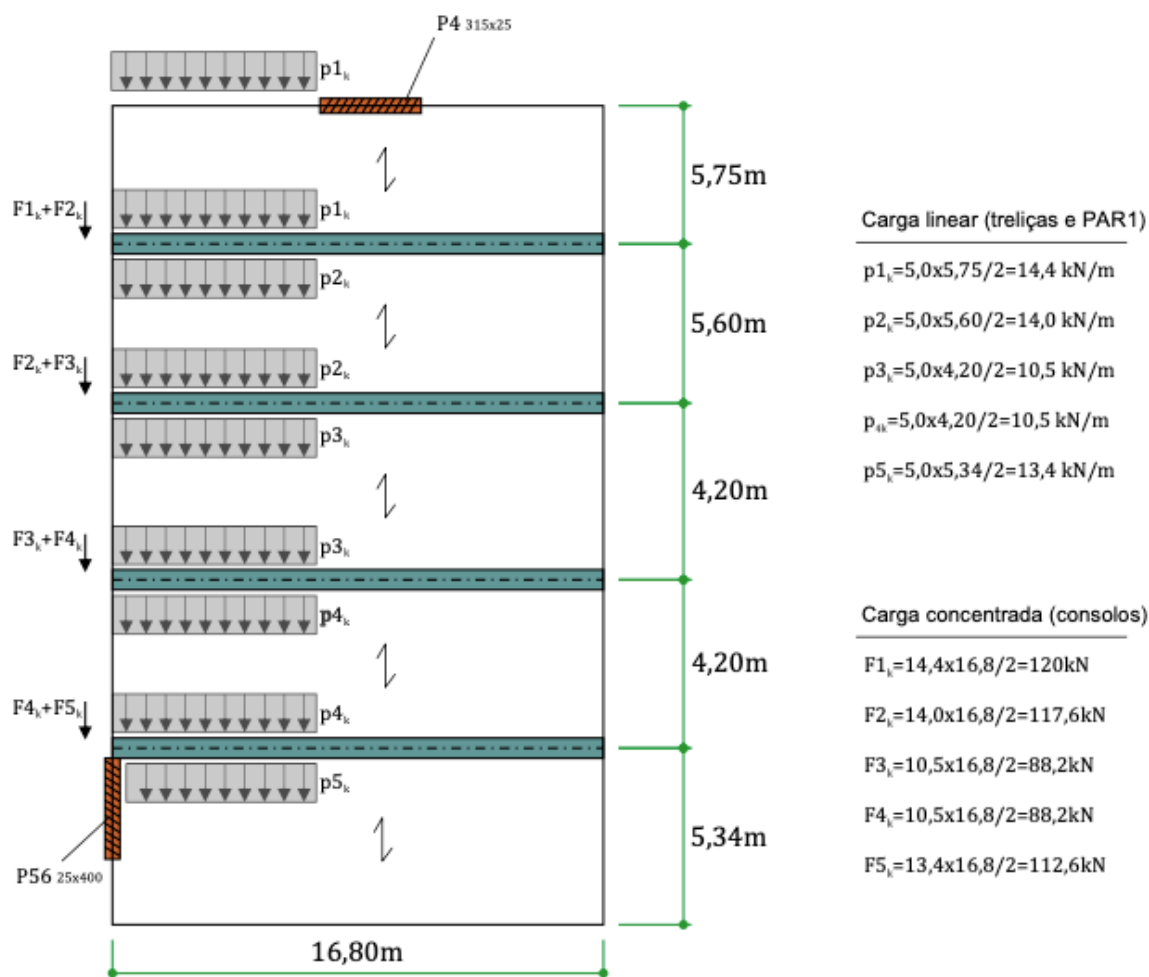 P4 315x25
p1k
p1k
F1k+F2k
p2k
F2k+F3k
p2k
p3k
F3k+F4k
p3k
p4k
F4k+F5k
p4k
p5k
P56 25x400
16,80m
5,75m
5,60m
4,20m
4,20m
5,34m
Carga linear (treliças e PAR1)
p1k=5,0x5,75/2=14,4 kN/m
p2k=5,0x5,60/2=14,0 kN/m
p3k=5,0x4,20/2=10,5 kN/m
p4k=5,0x4,20/2=10,5 kN/m
p5k=5,0x5,34/2=13,4 kN/m
Carga concentrada (consolos)
F1k=14,4x16,8/2=120kN
F2k=14,0x16,8/2=117,6kN
F3k=10,5x16,8/2=88,2kN
F4k=10,5x16,8/2=88,2kN
F5k=13,4x16,8/2=112,6kN